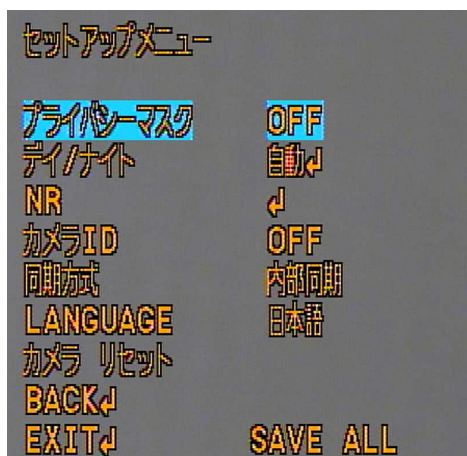 セットアップメニュー
プライバシーマスク OFF
デイ/ナイト 自動↲
NR ↲
カメラID OFF
同期方式 内部同期
LANGUAGE 日本語
カメラ リセット
BACK↲
EXIT↲ SAVE ALL